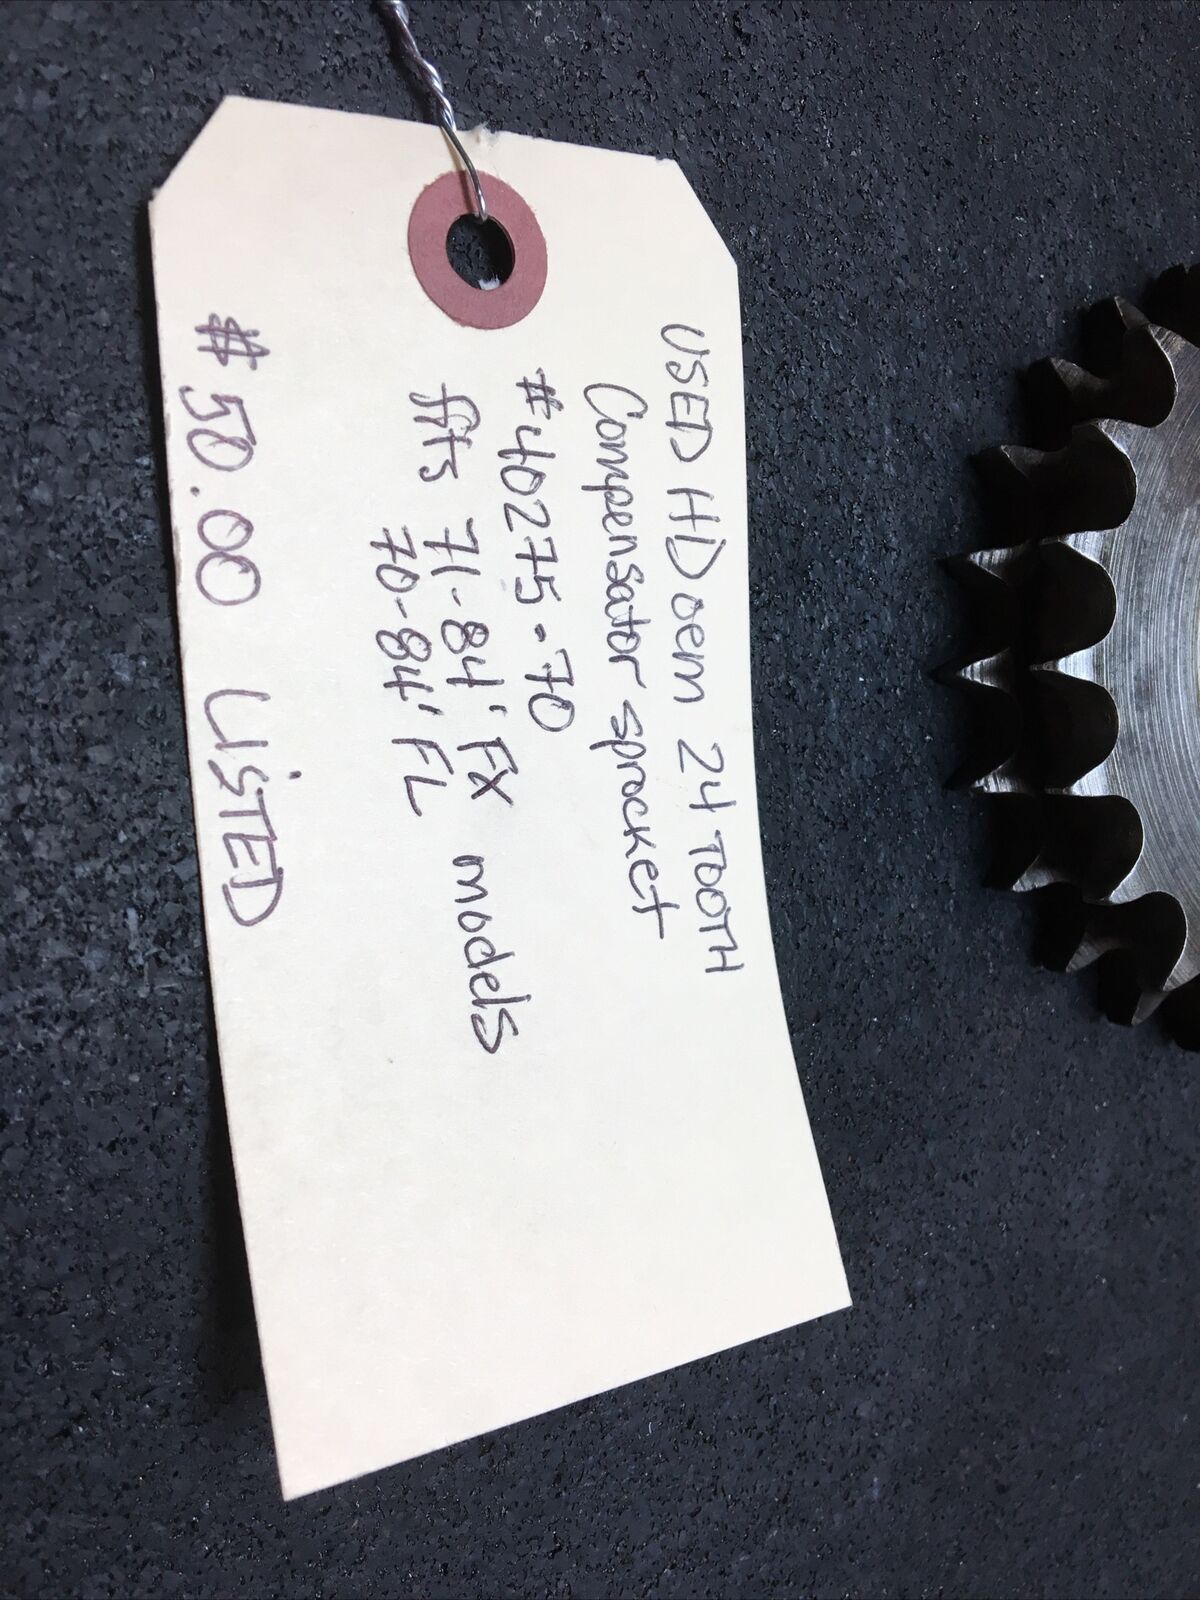 USED HD oem 24 TOOTH
Compensator sprocket
#40275-70
fits 71-84' FX models
70-84' FL
$50.00 LISTED